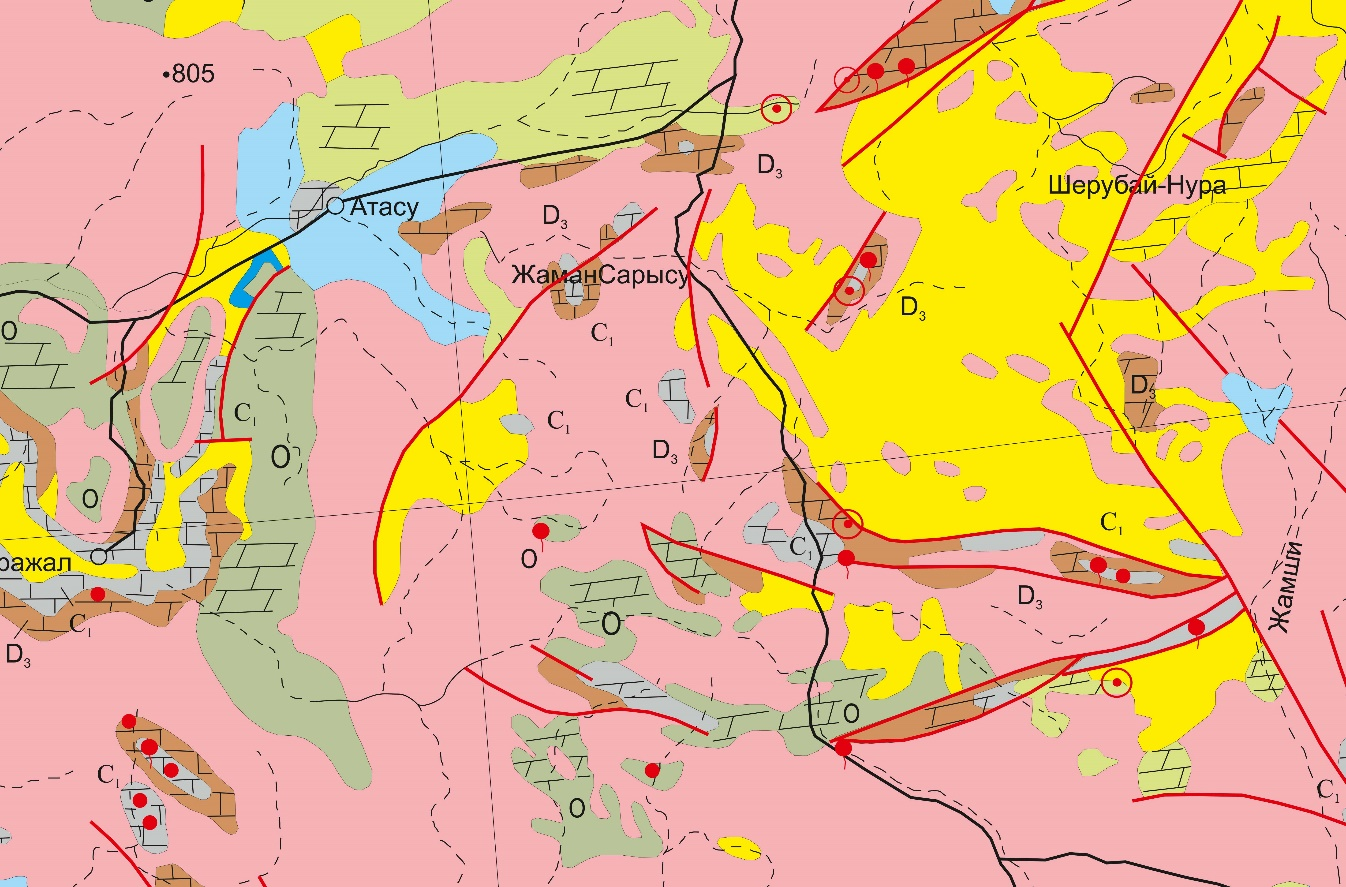 •805
D₃
Шерубай-Нура
Атасу
D₃
ЖаманСарысу
D₃
O
C₁
D₃
C₁
C₁
C₁
D₃
O
O
C₁
C₁
O
ражал
Жамши
D₃
C₁
O
D₃
O
C₁
C₁
O